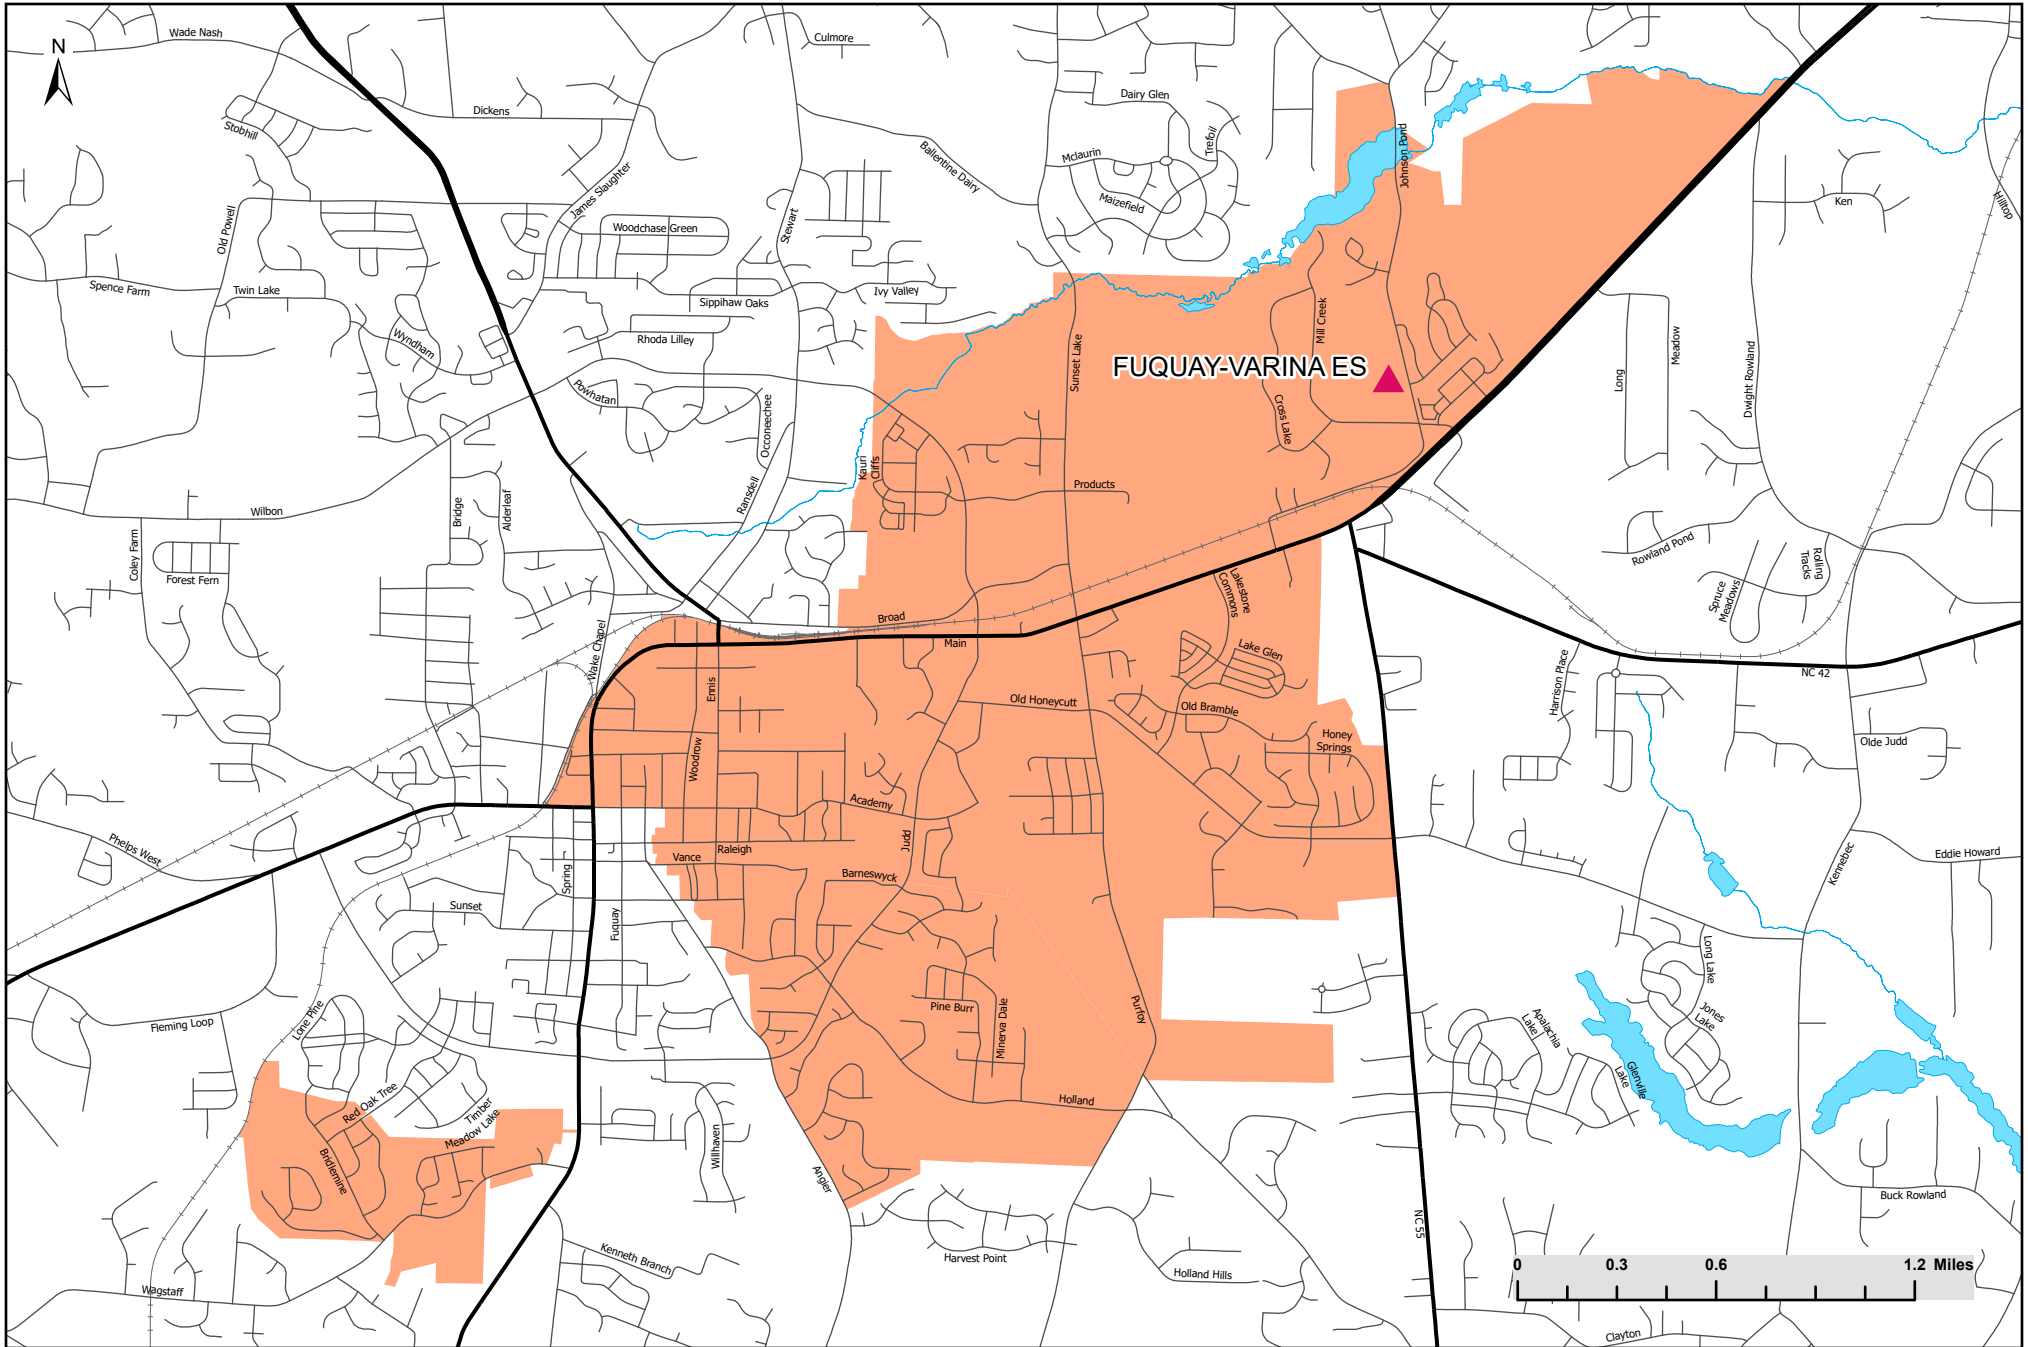 Wade Nash
Culmore
N
Dickens
Dairy Glen
Stobhill
Johnson Pond
Trefoil
Ballentine Dairy
Mclaurin
James Slaughter
Maizefield
Ken
Hilltop
Old Powell
Woodchase Green
Stewart
Spence Farm
Twin Lake
Sippihaw Oaks
Ivy Valley
Mill Creek
Rhoda Lilley
Wyndham
Sunset Lake
Meadow
FUQUAY-VARINA ES
Long
Dwight Rowland
Powhatan
Occoneechee
Cross Lake
Kauri
Cliffs
Products
Ransdell
Wilbon
Bridge
Alderleaf
Coley Farm
Rowland Pond
Rolling
Tracks
Forest Fern
Spruce
Meadows
Lakestone
Commons
Broad
Main
Wake Chapel
Lake Glen
NC 42
Harrison Place
Ennis
Old Honeycutt
Old Bramble
Honey
Springs
Olde Judd
Woodrow
Academy
Judd
Phelps West
Raleigh
Vance
Eddie Howard
Kennebec
Spring
Barneswyck
Sunset
Fuquay
Long Lake
Pine Burr
Purfoy
Jones
Lake
Minerva Dale
Apalachia
Lake
Fleming Loop
Lone Pine
Glenville
Lake
Red Oak Tree
Timber
Meadow Lake
Holland
Willhaven
Bridlemine
Angier
Buck Rowland
NC 55
Kenneth Branch
Harvest Point
Holland Hills
Wagstaff
0 0.3 0.6 1.2 Miles
Clayton